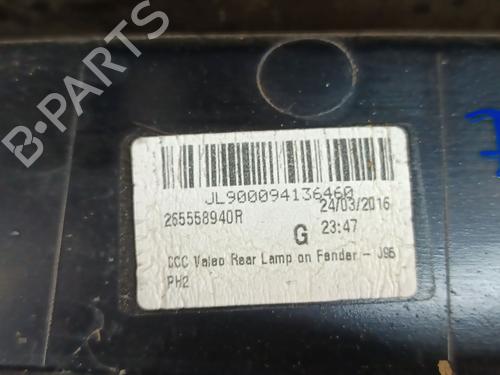 JL900094136460
265558940R
24/03/2016
G 23:47
CCC Valeo Rear Lamp on Fender - J95
PH2
B-PARTS